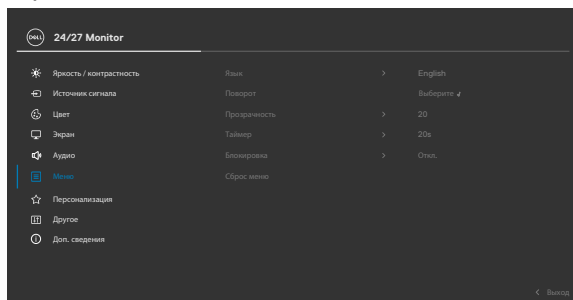 DELL 24/27 Monitor
Яркость / контрастность Язык > English
Источник сигнала Поворот Выберите
Цвет Прозрачность > 20
Экран Таймер > 20s
Аудио Блокировка > Откл.
Меню Сброс меню
Персонализация
Другое
Доп. сведения
< Выход